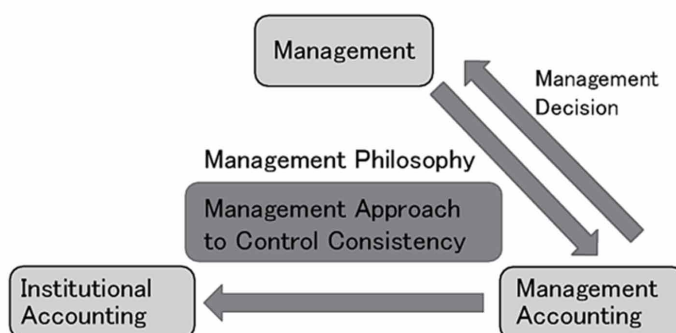 Management
Management
Decision
Management Philosophy
Management Approach
to Control Consistency
Institutional
Accounting
Management
Accounting